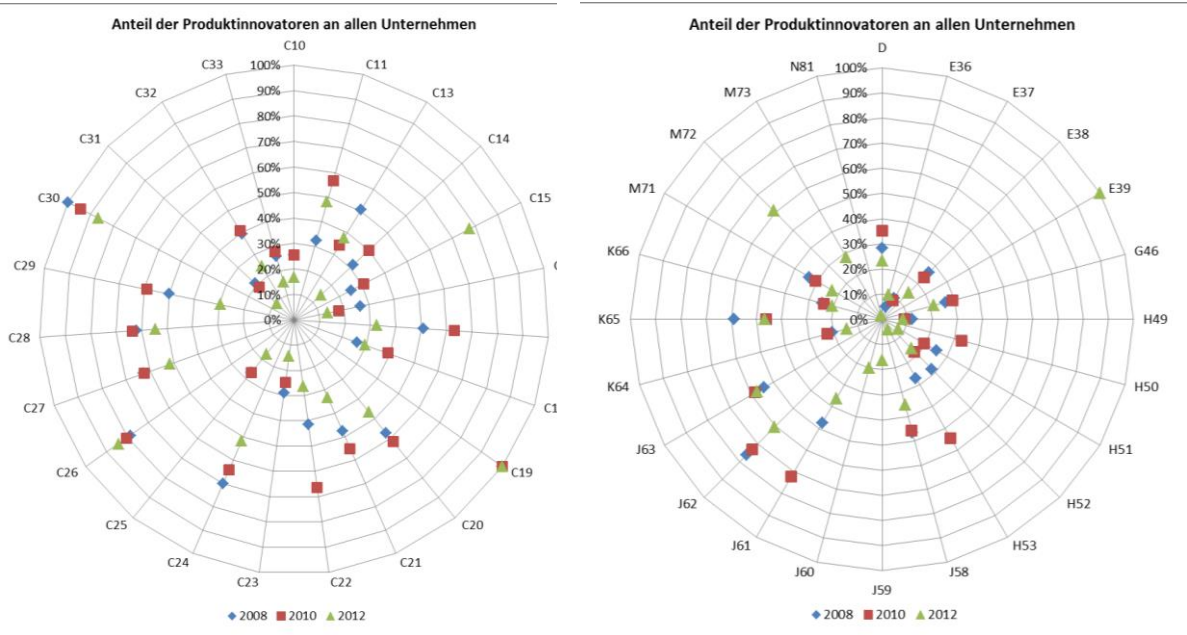 Anteil der Produktinnovatoren an allen Unternehmen
C10
C11
C13
C14
C15
C1
C19
C20
C21
C22
C23
C24
C25
C26
C27
C28
C29
C30
C31
C32
C33
100%
90%
80%
70%
60%
50%
40%
30%
20%
10%
0%
2008 2010 2012
Anteil der Produktinnovatoren an allen Unternehmen
D
E36
E37
E38
E39
G46
H49
H50
H51
H52
H53
J58
J59
J60
J61
J62
J63
K64
K65
K66
M71
M72
M73
N81
100%
90%
80%
70%
60%
50%
40%
30%
20%
10%
0%
2008 2010 2012